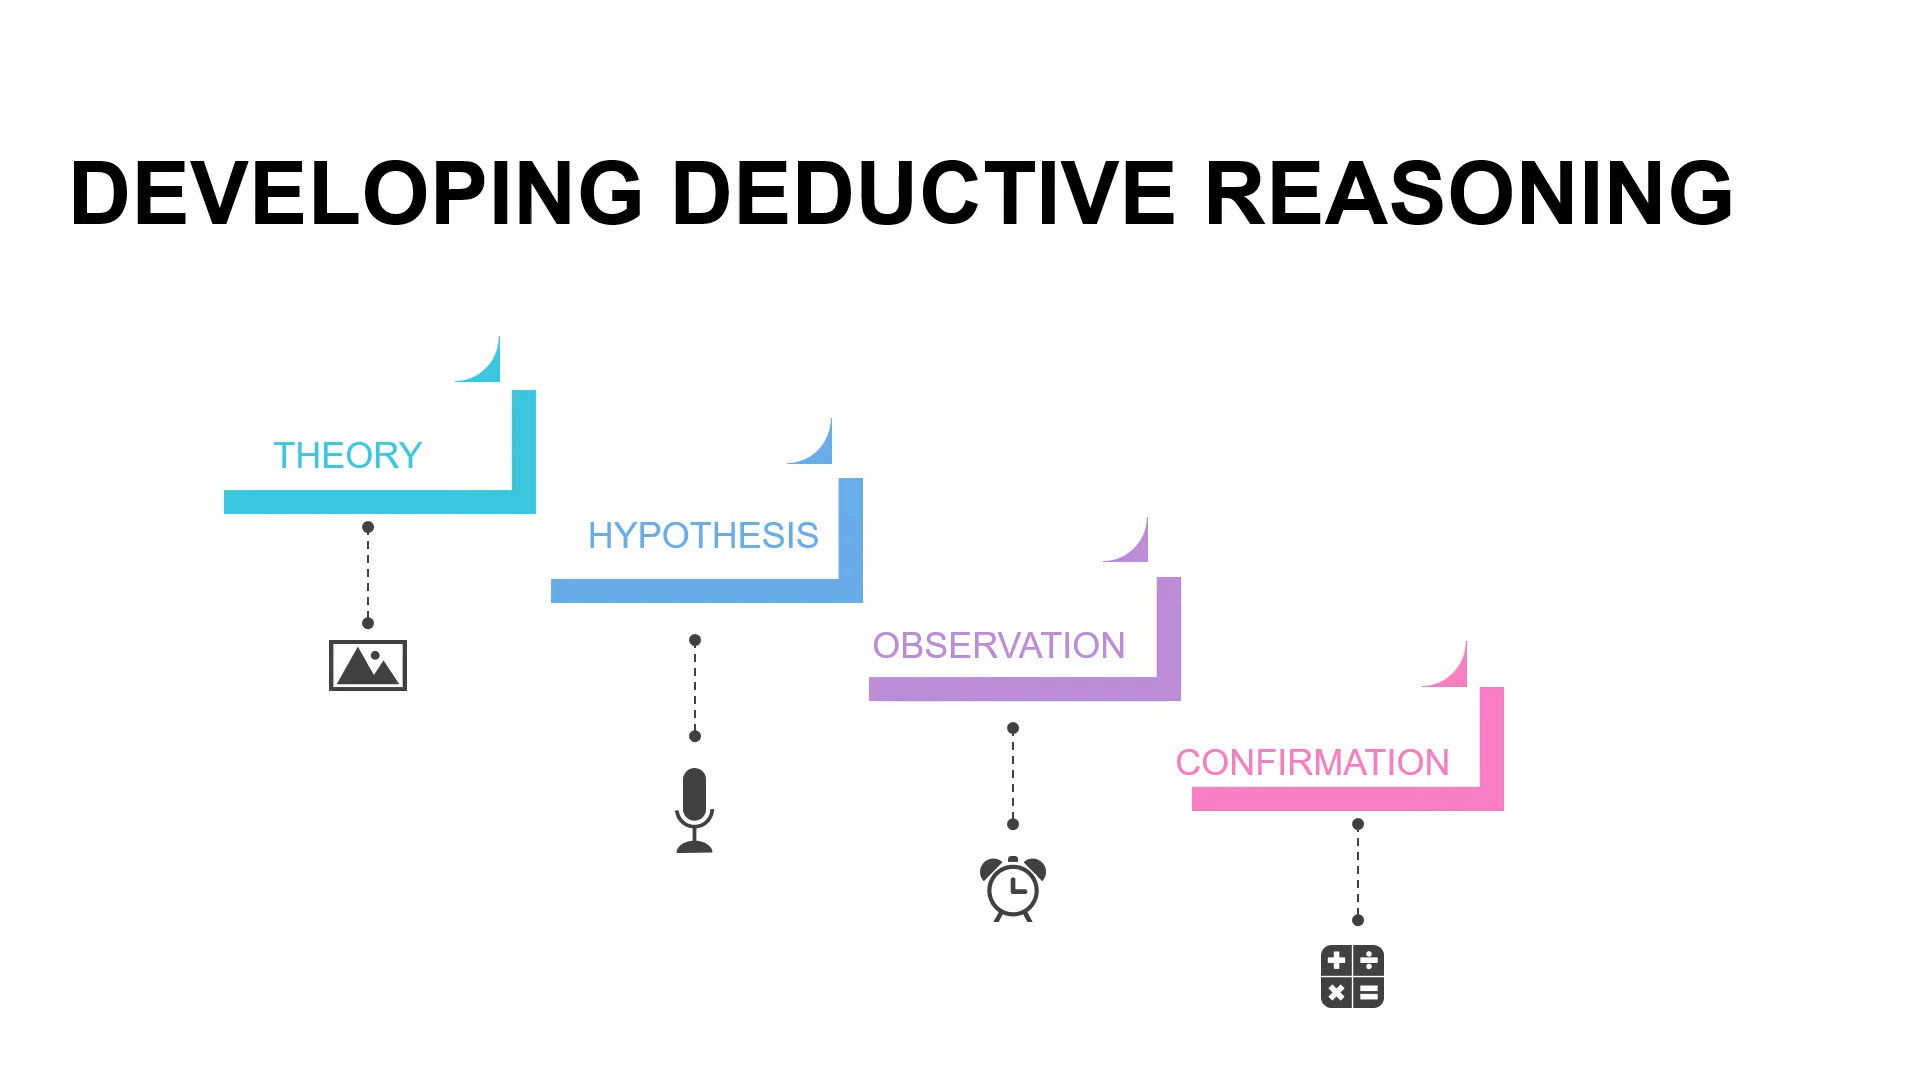 DEVELOPING DEDUCTIVE REASONING
THEORY
HYPOTHESIS
OBSERVATION
CONFIRMATION